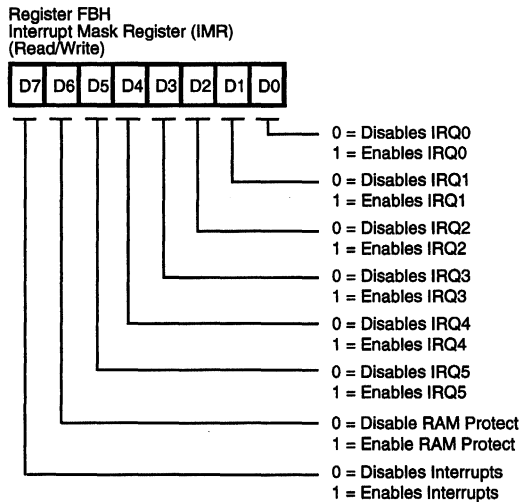 Register FBH
Interrupt Mask Register (IMR)
(Read/Write)
D7 D6 D5 D4 D3 D2 D1 D0
0 = Disables IRQ0
1 = Enables IRQ0
0 = Disables IRQ1
1 = Enables IRQ1
0 = Disables IRQ2
1 = Enables IRQ2
0 = Disables IRQ3
1 = Enables IRQ3
0 = Disables IRQ4
1 = Enables IRQ4
0 = Disables IRQ5
1 = Enables IRQ5
0 = Disable RAM Protect
1 = Enable RAM Protect
0 = Disables Interrupts
1 = Enables Interrupts